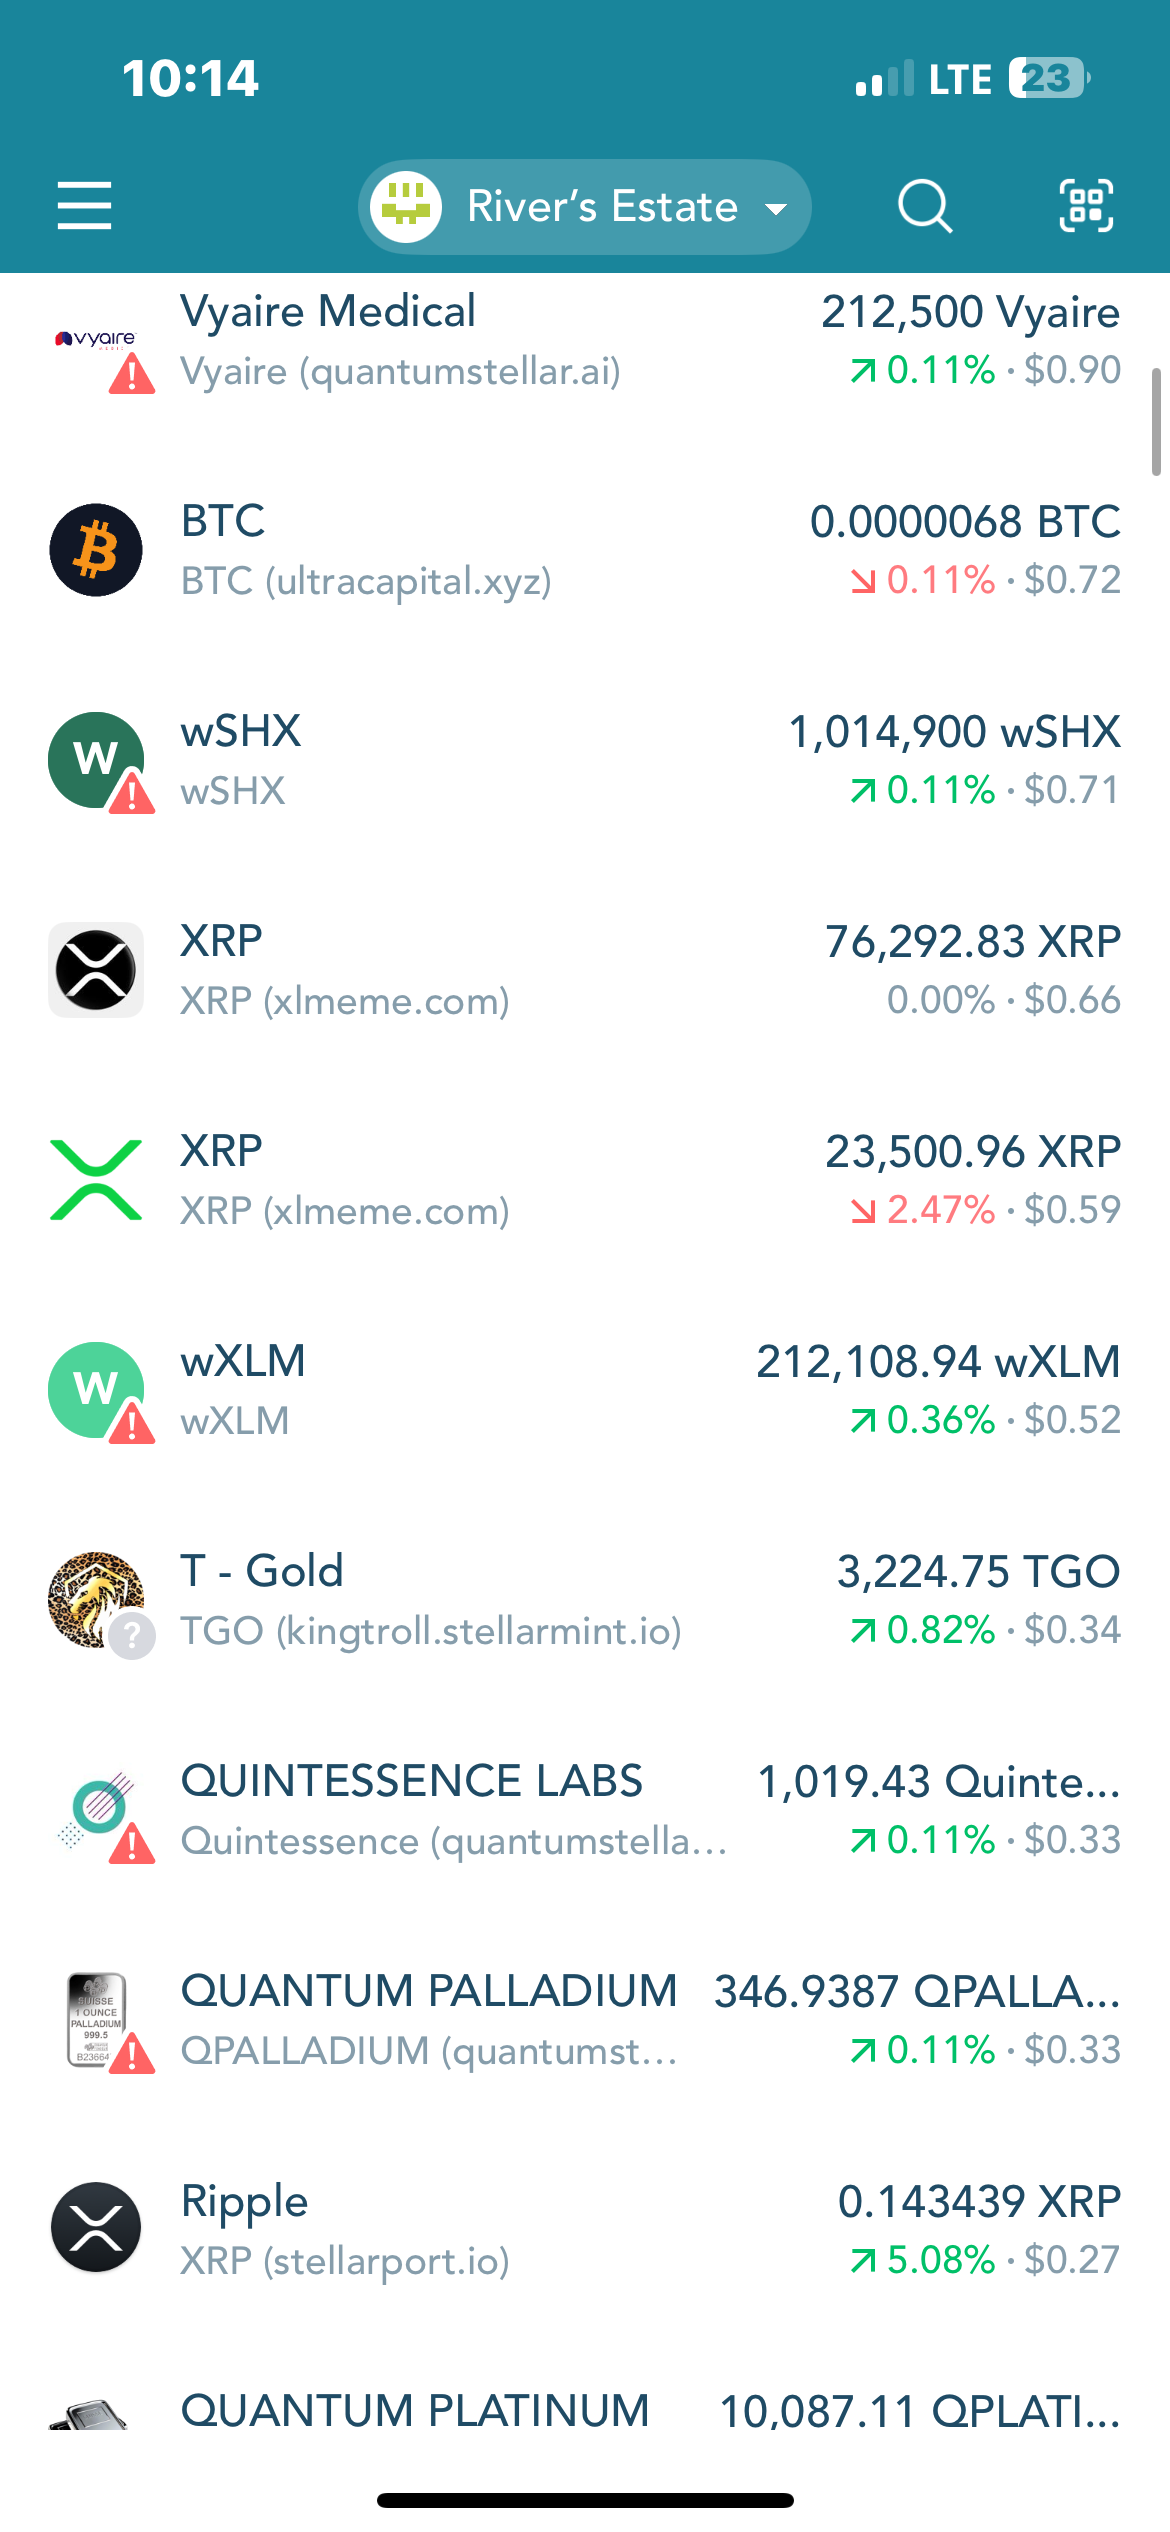 10:14
LTE 23
River’s Estate
vyaire
Vyaire Medical
212,500 Vyaire
Vyaire (quantumstellar.ai)
0.11% · $0.90
BTC
0.0000068 BTC
BTC (ultracapital.xyz)
0.11% · $0.72
W
wSHX
1,014,900 wSHX
wSHX
0.11% · $0.71
XRP
76,292.83 XRP
XRP (xlmeme.com)
0.00% · $0.66
XRP
23,500.96 XRP
XRP (xlmeme.com)
2.47% · $0.59
W
wXLM
212,108.94 wXLM
wXLM
0.36% · $0.52
T - Gold
3,224.75 TGO
?
TGO (kingtroll.stellarmint.io)
0.82% · $0.34
QUINTESSENCE LABS
1,019.43 Quinte...
Quintessence (quantumstella...
0.11% · $0.33
SUISSE
1 OUNCE
PALLADIUM
999.5
B23664
QUANTUM PALLADIUM
346.9387 QPALLA...
QPALLADIUM (quantumst...
0.11% · $0.33
Ripple
0.143439 XRP
XRP (stellarport.io)
5.08% · $0.27
QUANTUM PLATINUM
10,087.11 QPLATI...